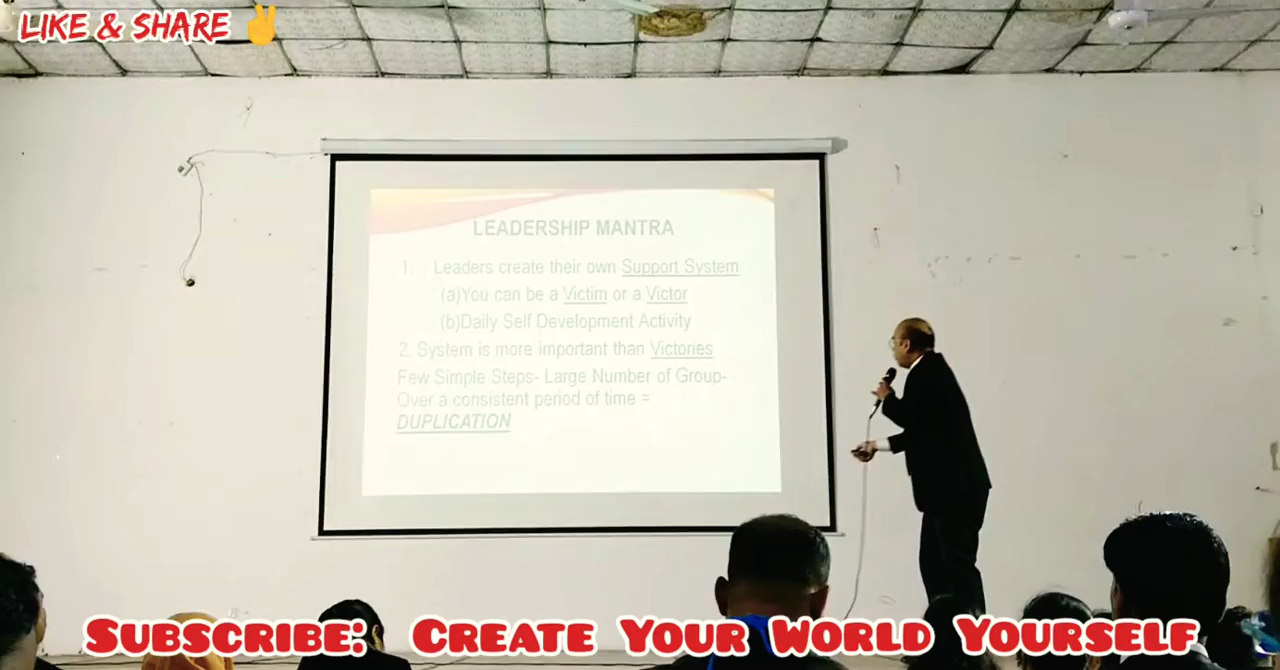 LIKE & SHARE ✌
LEADERSHIP MANTRA
1. Leaders create their own Support System
(a)You can be a Victim or a Victor
(b)Daily Self Development Activity
2. System is more important than Victories
Few Simple Steps- Large Number of Group-
Over a consistent period of time =
DUPLICATION
SUBSCRIBE: CREATE YOUR WORLD YOURSELF